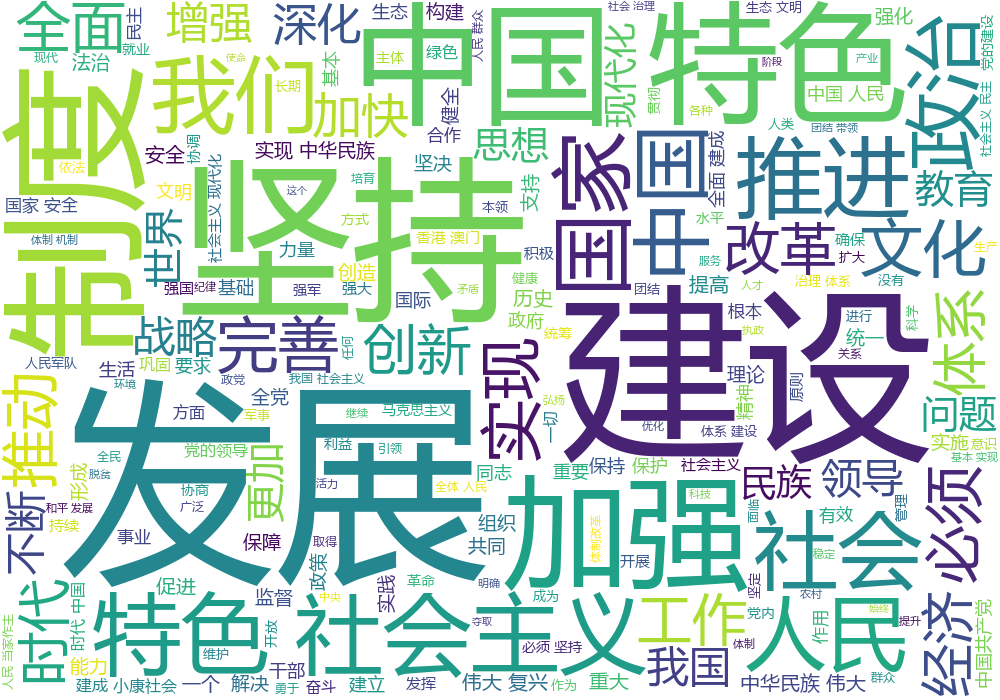 全面
民主
增强
深化
生态
构建
人民 群众
中国
特色
社会 治理
生态 文明
强化
党的建设
现代
法治
就业
使命
主体
绿色
现代化
阶段
产业
政治
制度
我们
长期
基本
加快
健全
贯彻
各种
中国 人民
社会主义 民主
合作
思想
人类
团结 带领
安全
协调
实现 中华民族
坚决
国家
中国
全面 建成
推进
教育
依法
文明
社会主义 现代化
坚持
这个
培育
本领
支持
水平
国家 安全
世界
方式
力量
香港 澳门
积极
改革
确保
扩大
文化
生产
体制 机制
强国
纪律
基础
创造
强军
强大
国际
矛盾
健康
历史
团结
服务
提高
人才
治理 体系
没有
战略
完善
创新
政府
统筹
建设
根本
执政
进行
统一
科学
体系
人民军队
推动
生活
巩固
要求
任何
实现
理论
关系
原则
环境
政党
全党
我国 社会主义
方面
军事
继续
马克思主义
弘扬
一切
精神
优化
体系 建设
问题
发展
党的领导
利益
引领
实施
意识
基本 实现
全民
脱贫
形成
更加
协商
广泛
活力
全体 人民
同志
重要
保持
保护
社会主义
民族
领导
必须
不断
和平 发展
持续
事业
保障
取得
组织
共同
加强
科技
体制改革
开展
面临
社会
有效
稳定
管理
时代
时代 中国
促进
监督
政策
实践
革命
明确
成为
坚定
农村
经济
人民 当家作主
特色
开放
社会主义
中央
夺取
工作
党内
人民
作用
始终
提升
中国共产党
能力
维护
干部
必须 坚持
我国
体制
建成
小康社会
一个
解决
勇于
奋斗
建立
发挥
伟大 复兴
作为
重大
中华民族 伟大
群众